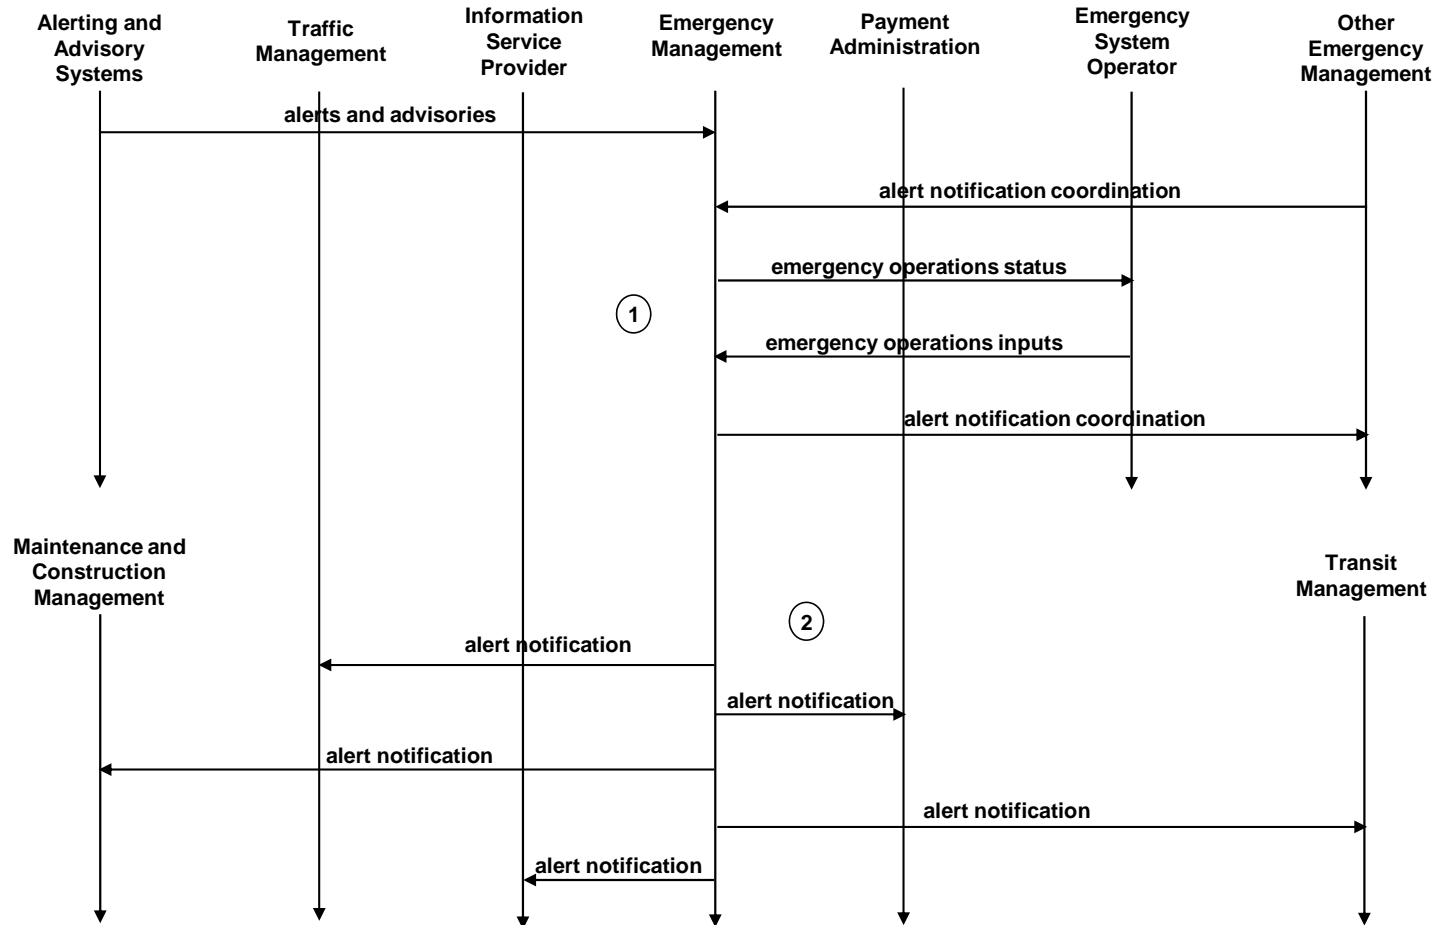 Alerting and
Advisory
Systems
Traffic
Management
Information
Service
Provider
Emergency
Management
Payment
Administration
Emergency
System
Operator
Other
Emergency
Management
alerts and advisories
alert notification coordination
emergency operations status
1
emergency operations inputs
alert notification coordination
Maintenance and
Construction
Management
Transit
Management
2
alert notification
alert notification
alert notification
alert notification
alert notification